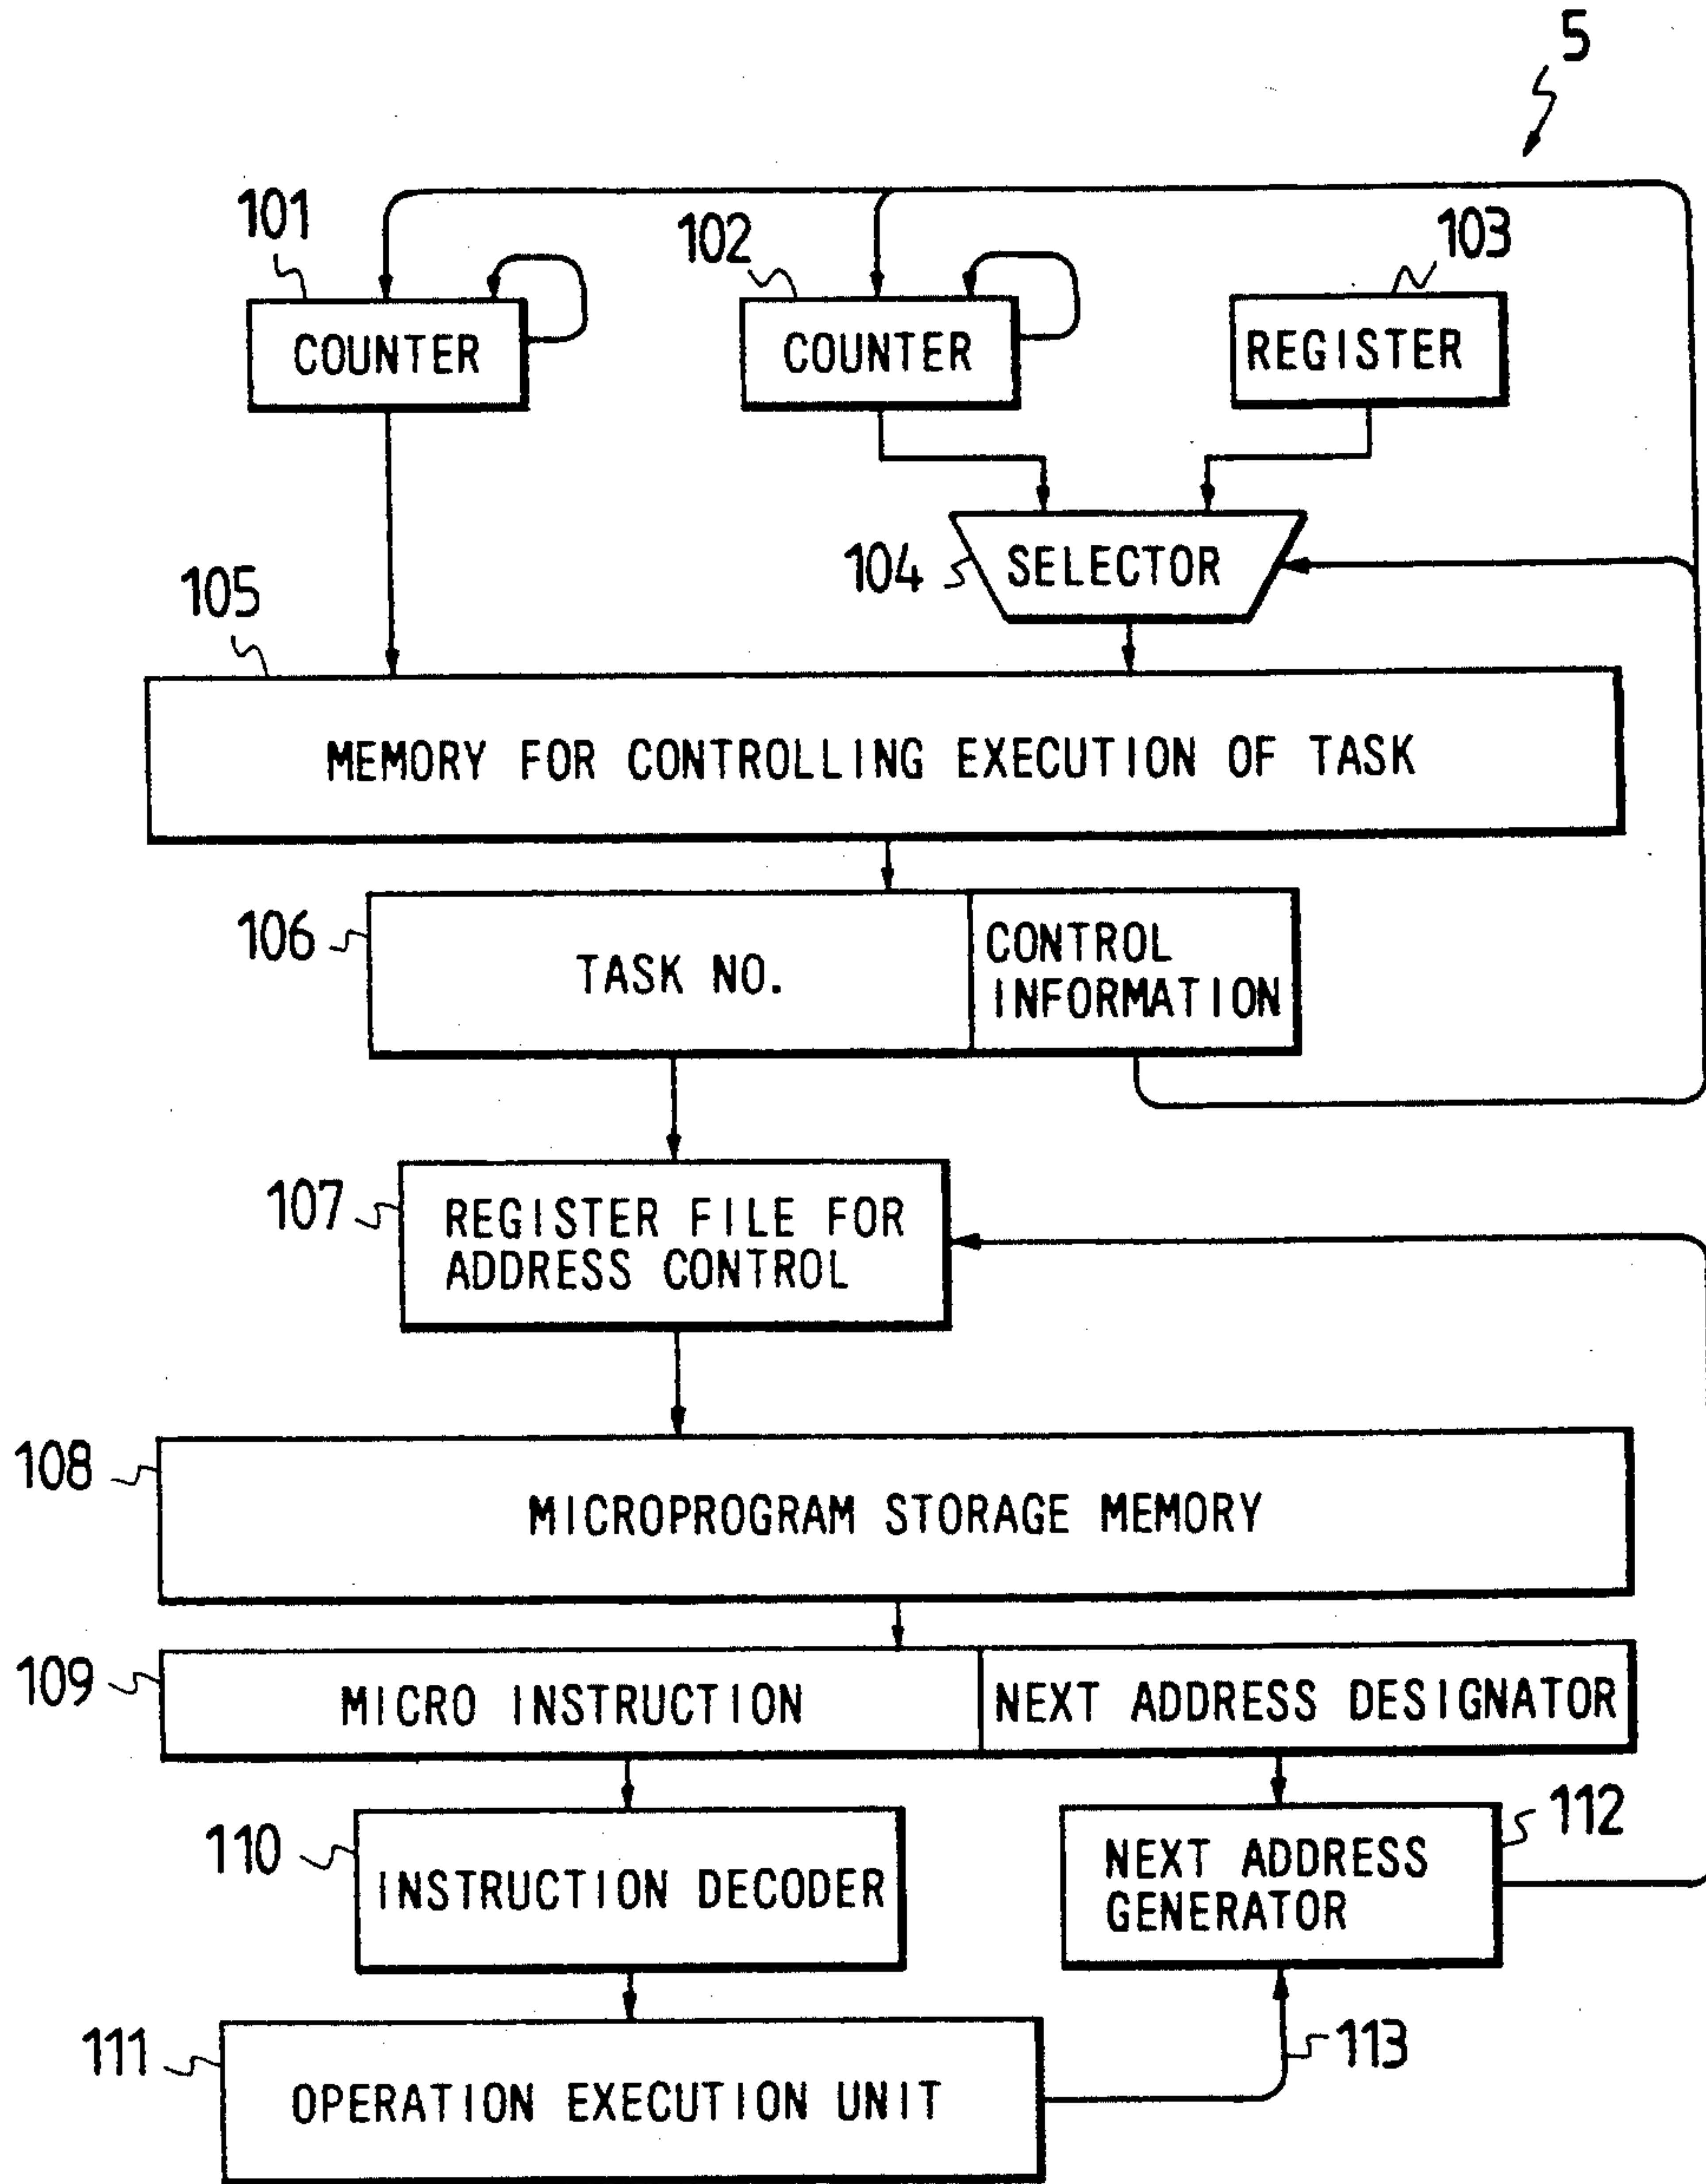 5
101
102
103
COUNTER
COUNTER
REGISTER
104
SELECTOR
105
MEMORY FOR CONTROLLING EXECUTION OF TASK
106
TASK NO.
CONTROL
INFORMATION
107
REGISTER FILE FOR
ADDRESS CONTROL
108
MICROPROGRAM STORAGE MEMORY
109
MICRO INSTRUCTION
NEXT ADDRESS DESIGNATOR
110
INSTRUCTION DECODER
112
NEXT ADDRESS
GENERATOR
111
OPERATION EXECUTION UNIT
113